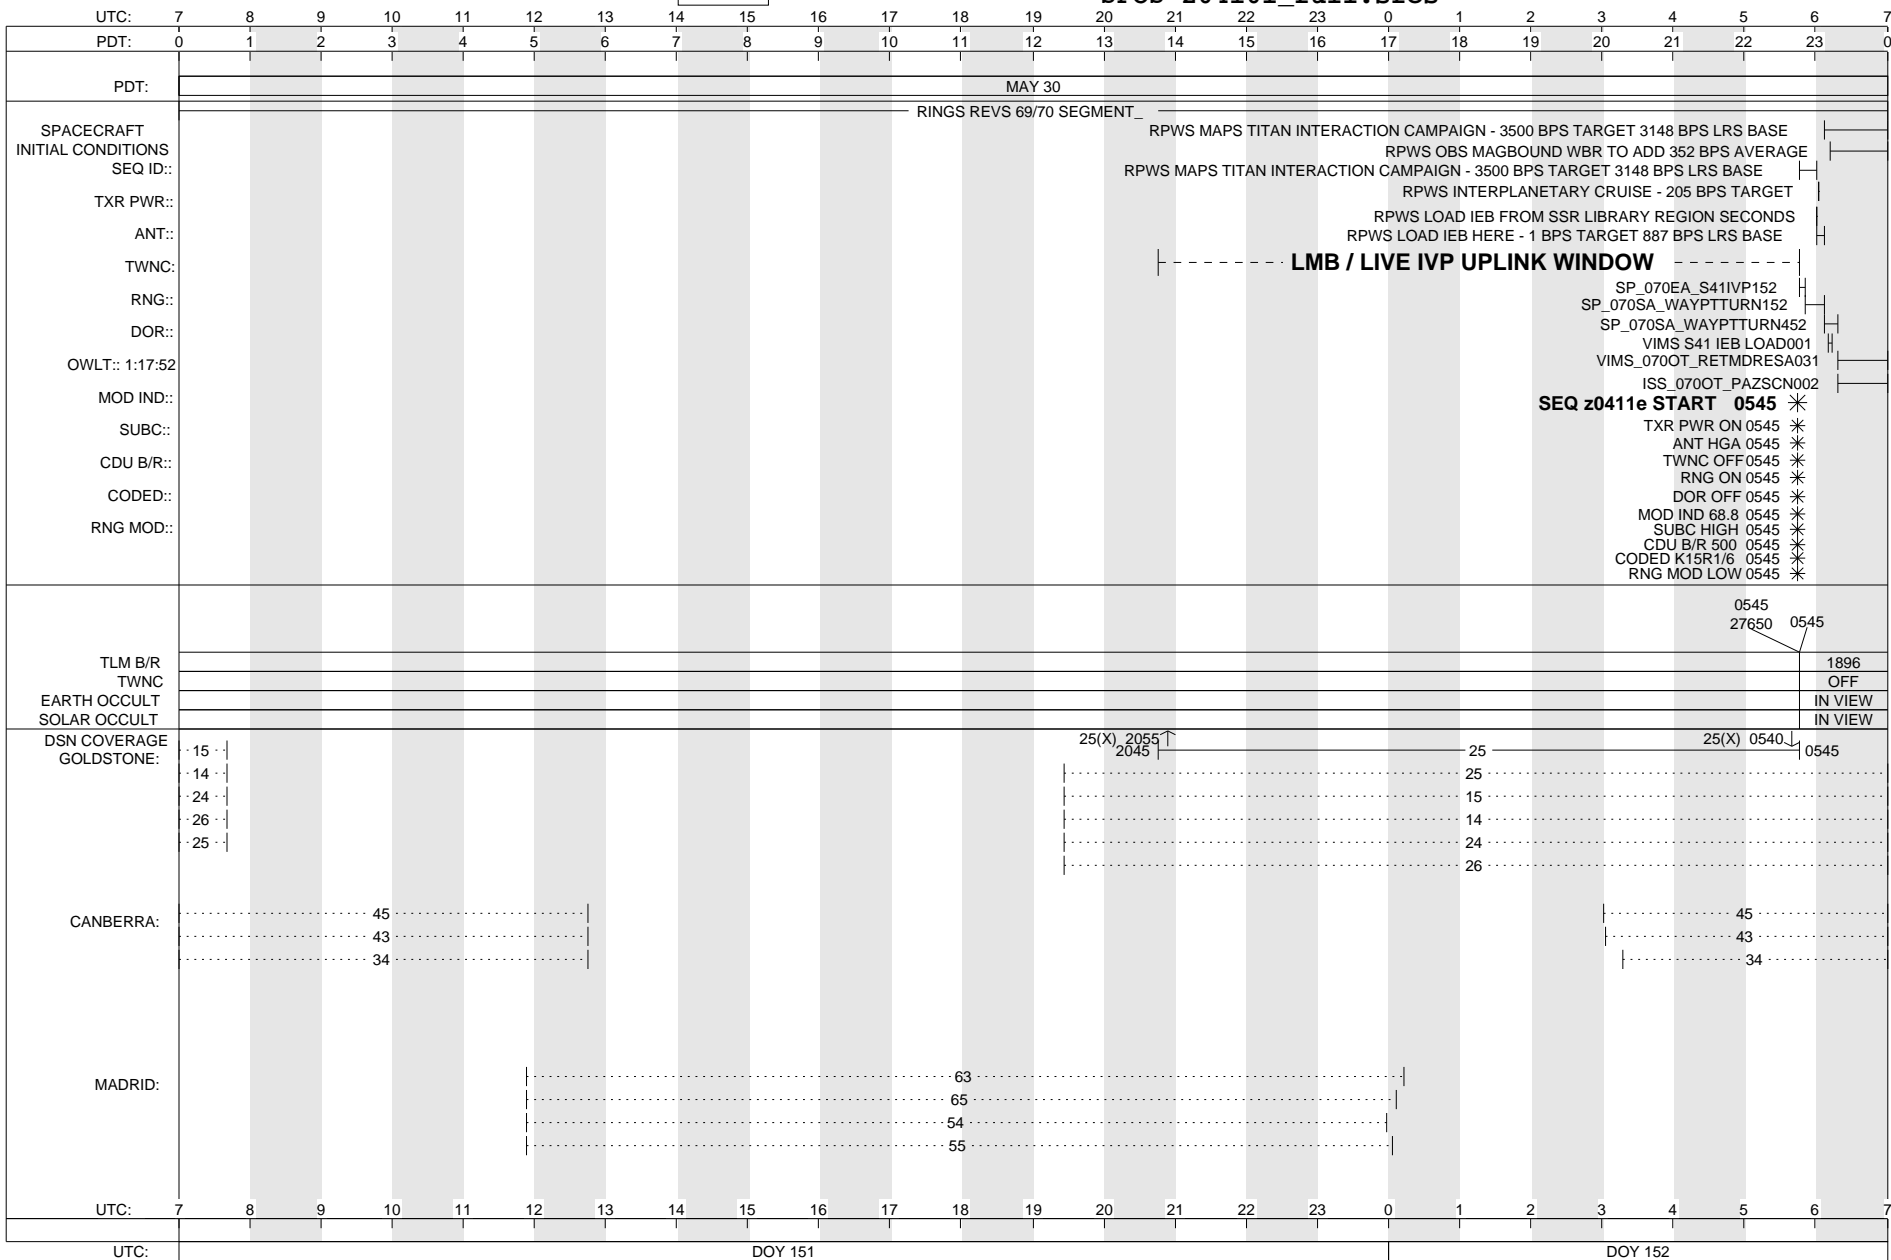 UTC: 7 8 9 10 11 12 13 14 15 16 17 18 19 20 21 22 23 0 1 2 3 4 5 6 7
PDT: 0 1 2 3 4 5 6 7 8 9 10 11 12 13 14 15 16 17 18 19 20 21 22 23 0
PDT: MAY 30
RINGS REVS 69/70 SEGMENT_
SPACECRAFT
INITIAL CONDITIONS
SEQ ID::
TXR PWR::
ANT::
TWNC:
RNG::
DOR::
OWLT:: 1:17:52
MOD IND::
SUBC::
CDU B/R::
CODED::
RNG MOD::
RPWS MAPS TITAN INTERACTION CAMPAIGN - 3500 BPS TARGET 3148 BPS LRS BASE
RPWS OBS MAGBOUND WBR TO ADD 352 BPS AVERAGE
RPWS MAPS TITAN INTERACTION CAMPAIGN - 3500 BPS TARGET 3148 BPS LRS BASE
RPWS INTERPLANETARY CRUISE - 205 BPS TARGET
RPWS LOAD IEB FROM SSR LIBRARY REGION SECONDS
RPWS LOAD IEB HERE - 1 BPS TARGET 887 BPS LRS BASE
LMB / LIVE IVP UPLINK WINDOW
SP_070EA_S41IVP152
SP_070SA_WAYPTTURN152
SP_070SA_WAYPTTURN452
VIMS S41 IEB LOAD001
VIMS_070OT_RETMDRESA031
ISS_070OT_PAZSCN002
SEQ z0411e START 0545
TXR PWR ON 0545
ANT HGA 0545
TWNC OFF 0545
RNG ON 0545
DOR OFF 0545
MOD IND 68.8 0545
SUBC HIGH 0545
CDU B/R 500 0545
CODED K15R1/6 0545
RNG MOD LOW 0545
0545
27650 0545
TLM B/R 1896
TWNC OFF
EARTH OCCULT IN VIEW
SOLAR OCCULT IN VIEW
DSN COVERAGE
GOLDSTONE:
25(X) 2055 25(X) 0540
15 2045 25 0545
14 25
24 15
26 14
25 24
26
CANBERRA:
45 45
43 43
34 34
MADRID:
63
65
54
55
UTC: 7 8 9 10 11 12 13 14 15 16 17 18 19 20 21 22 23 0 1 2 3 4 5 6 7
UTC: DOY 151 DOY 152